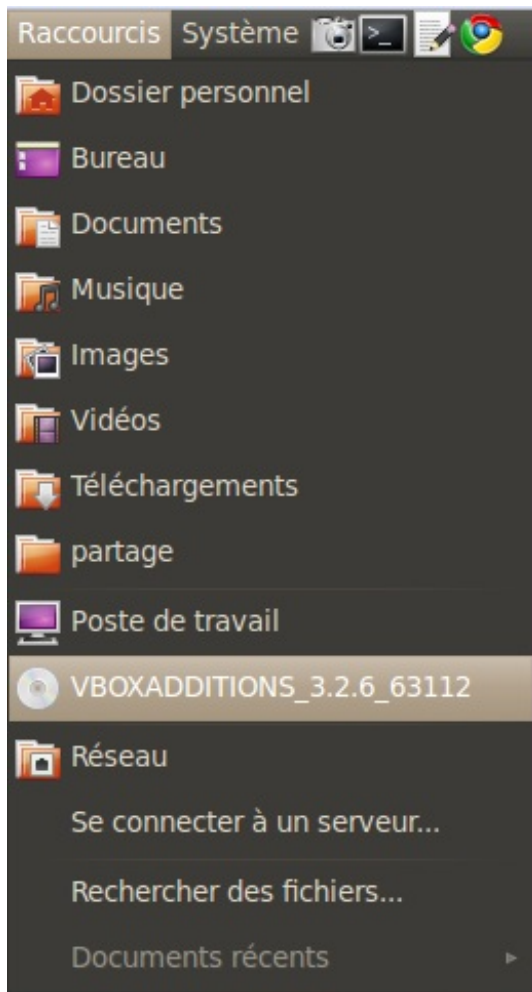 Raccourcis Système
Dossier personnel
Bureau
Documents
Musique
Images
Vidéos
Téléchargements
partage
Poste de travail
VBOXADDITIONS_3.2.6_63112
Réseau
Se connecter à un serveur...
Rechercher des fichiers...
Documents récents